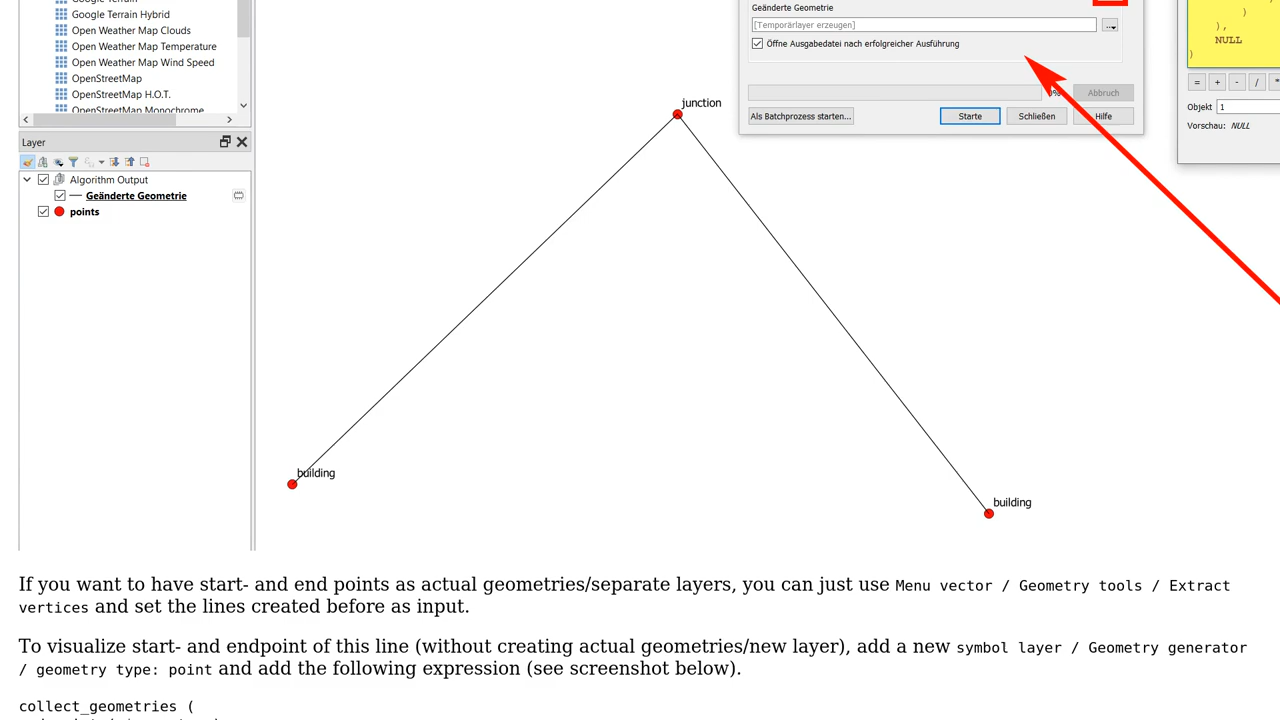 Google Terrain
Google Terrain Hybrid
Open Weather Map Clouds
Open Weather Map Temperature
Open Weather Map Wind Speed
OpenStreetMap
OpenStreetMap H.O.T.
OpenStreetMap Monochrome
Layer
Algorithm Output
Geänderte Geometrie
points
junction
building
building
Geänderte Geometrie
[Temporärlayer erzeugen]
...
Öffne Ausgabedatei nach erfolgreicher Ausführung
0%
Abbruch
Als Batchprozess starten...
Starte
Schließen
Hilfe
)
),
NULL
)
= + - / *
Objekt 1
Vorschau: NULL
If you want to have start- and end points as actual geometries/separate layers, you can just use Menu vector / Geometry tools / Extract
vertices and set the lines created before as input.
To visualize start- and endpoint of this line (without creating actual geometries/new layer), add a new symbol layer / Geometry generator
/ geometry type: point and add the following expression (see screenshot below).
collect_geometries (